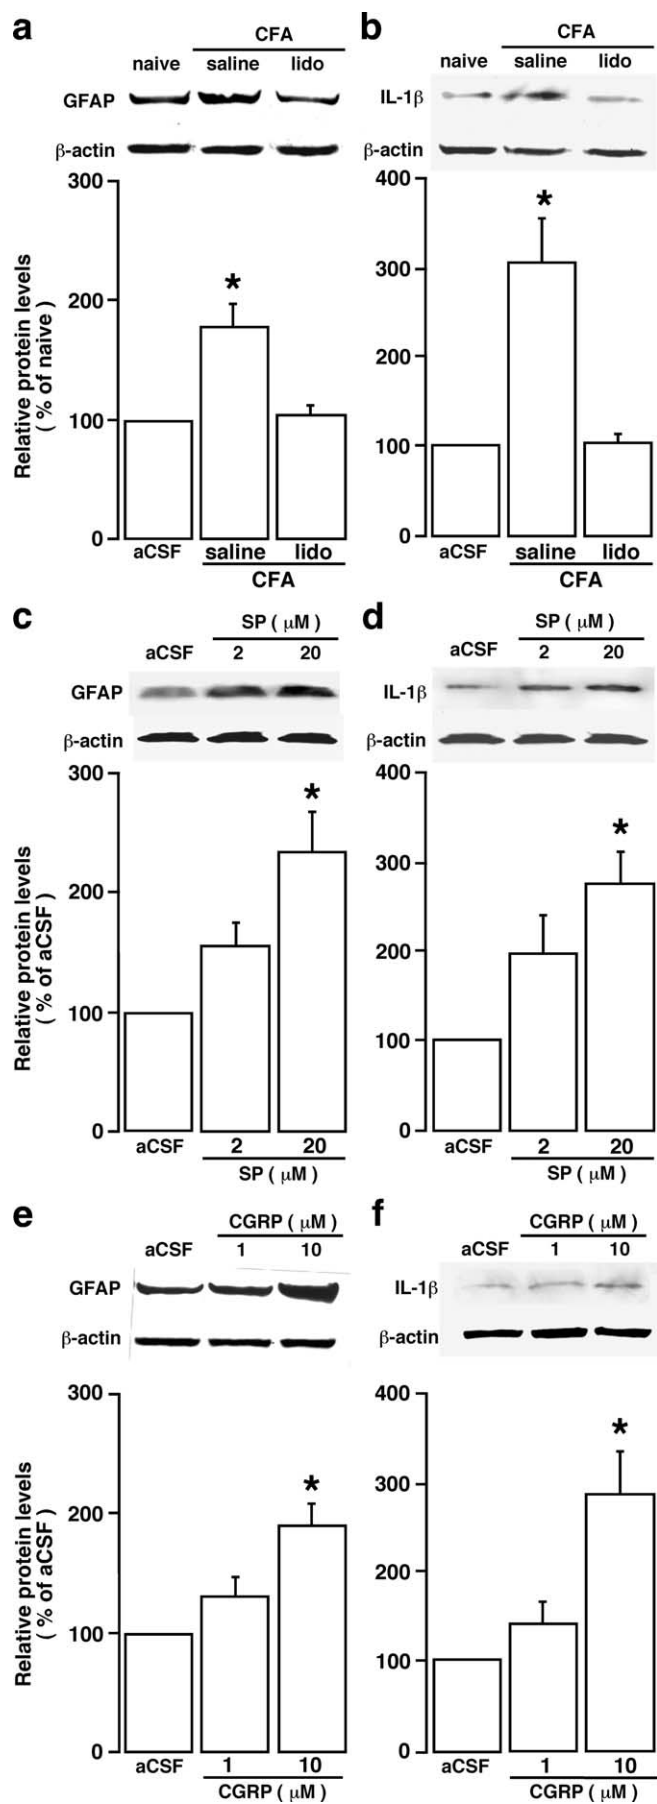 a
CFA
naive saline lido
GFAP
β-actin
300
200
100
0
Relative protein levels
( % of naive )
*
aCSF saline lido
CFA
b
CFA
naive saline lido
IL-1β
β-actin
400
300
200
100
0
*
aCSF saline lido
CFA
c
SP ( μM )
aCSF 2 20
GFAP
β-actin
300
200
100
0
Relative protein levels
( % of aCSF)
*
aCSF 2 20
SP ( μM )
d
SP ( μM )
aCSF 2 20
IL-1β
β-actin
400
300
200
100
0
*
aCSF 2 20
SP ( μM )
e
CGRP ( μM )
aCSF 1 10
GFAP
β-actin
300
200
100
0
Relative protein levels
( % of aCSF)
*
aCSF 1 10
CGRP ( μM )
f
CGRP ( μM )
aCSF 1 10
IL-1β
β-actin
400
300
200
100
0
*
aCSF 1 10
CGRP ( μM )